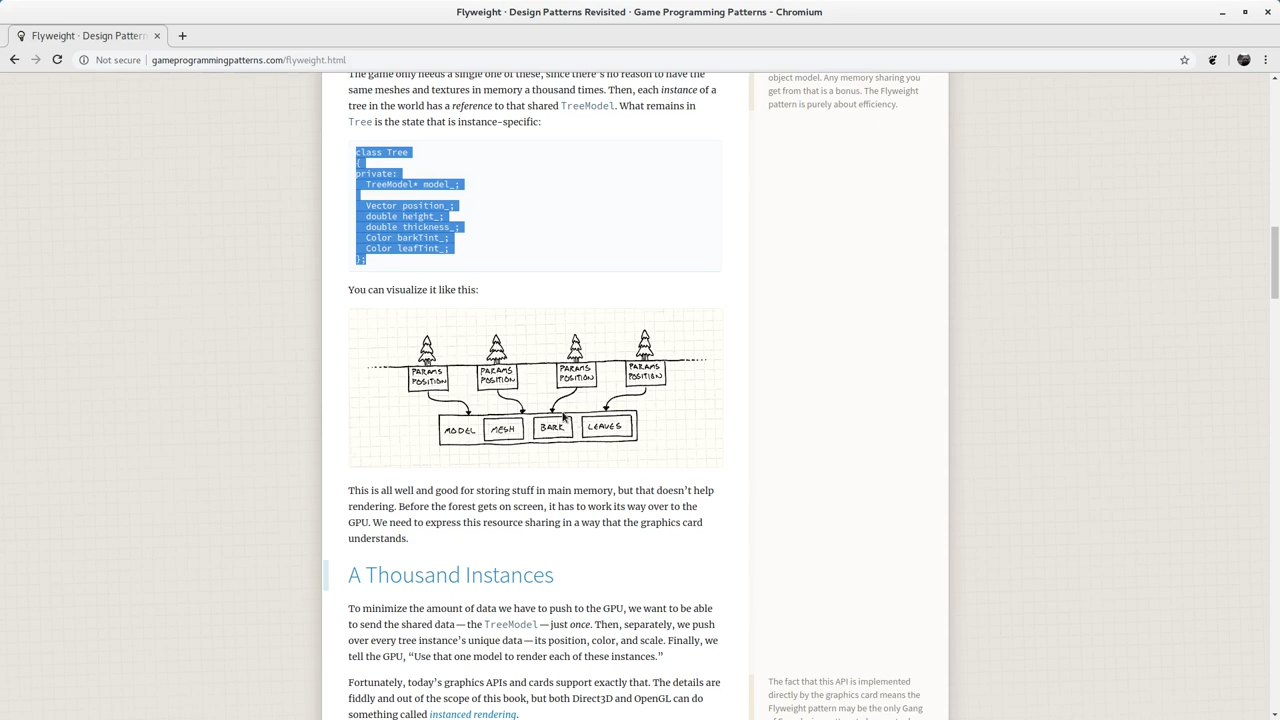 Flyweight · Design Patterns Revisited · Game Programming Patterns - Chromium
Flyweight · Design Pattern
Not secure
gameprogrammingpatterns.com/flyweight.html
The game only needs a single one of these, since there's no reason to have the
same meshes and textures in memory a thousand times. Then, each instance of a
tree in the world has a reference to that shared TreeModel. What remains in
Tree is the state that is instance-specific:
object model. Any memory sharing you
get from that is a bonus. The Flyweight
pattern is purely about efficiency.
class Tree
{
private:
TreeModel* model_;
Vector position_;
double height_;
double thickness_;
Color barkTint_;
Color leafTint_;
};
You can visualize it like this:
PARAMS PARAMS PARAMS PARAMS
POSITION POSITION POSITION POSITION
MODEL MESH BARK LEAVES
This is all well and good for storing stuff in main memory, but that doesn't help
rendering. Before the forest gets on screen, it has to work its way over to the
GPU. We need to express this resource sharing in a way that the graphics card
understands.
A Thousand Instances
To minimize the amount of data we have to push to the GPU, we want to be able
to send the shared data — the TreeModel — just once. Then, separately, we push
over every tree instance's unique data — its position, color, and scale. Finally, we
tell the GPU, “Use that one model to render each of these instances.”
Fortunately, today's graphics APIs and cards support exactly that. The details are
fiddly and out of the scope of this book, but both Direct3D and OpenGL can do
something called instanced rendering.
The fact that this API is implemented
directly by the graphics card means the
Flyweight pattern may be the only Gang